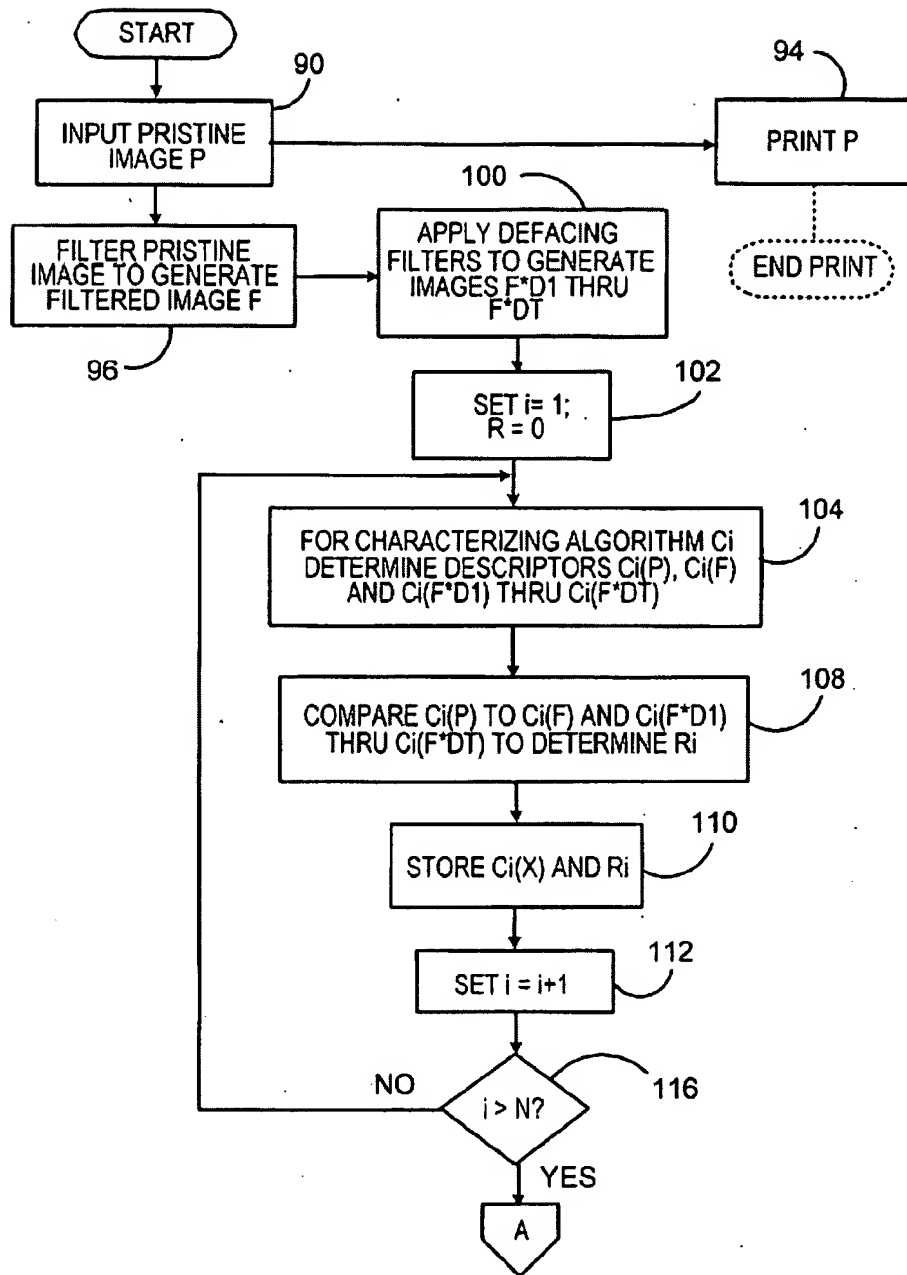 START
90
INPUT PRISTINE
IMAGE P
94
PRINT P
END PRINT
FILTER PRISTINE
IMAGE TO GENERATE
FILTERED IMAGE F
96
100
APPLY DEFACING
FILTERS TO GENERATE
IMAGES F*D1 THRU
F*DT
102
SET i= 1;
R = 0
104
FOR CHARACTERIZING ALGORITHM Ci
DETERMINE DESCRIPTORS Ci(P), Ci(F)
AND Ci(F*D1) THRU Ci(F*DT)
108
COMPARE Ci(P) TO Ci(F) AND Ci(F*D1)
THRU Ci(F*DT) TO DETERMINE Ri
110
STORE Ci(X) AND Ri
112
SET i = i+1
116
NO
i > N?
YES
A